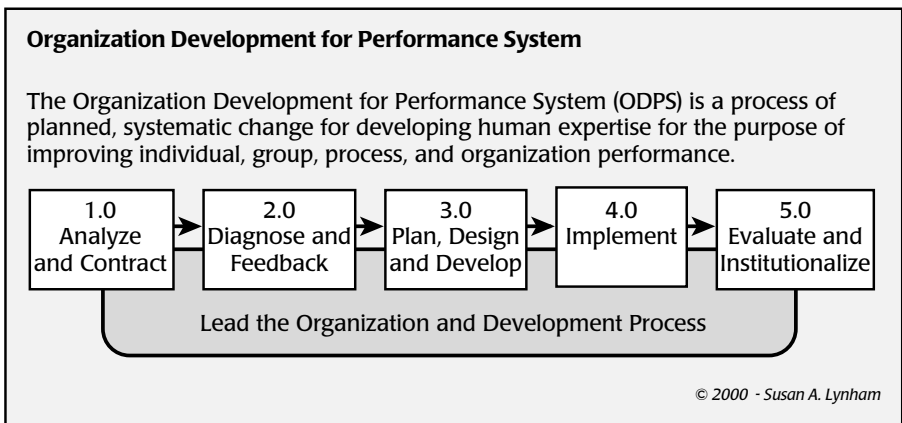 Organization Development for Performance System
The Organization Development for Performance System (ODPS) is a process of
planned, systematic change for developing human expertise for the purpose of
improving individual, group, process, and organization performance.
1.0
Analyze
and Contract
2.0
Diagnose and
Feedback
3.0
Plan, Design
and Develop
4.0
Implement
5.0
Evaluate and
Institutionalize
Lead the Organization and Development Process
© 2000 - Susan A. Lynham